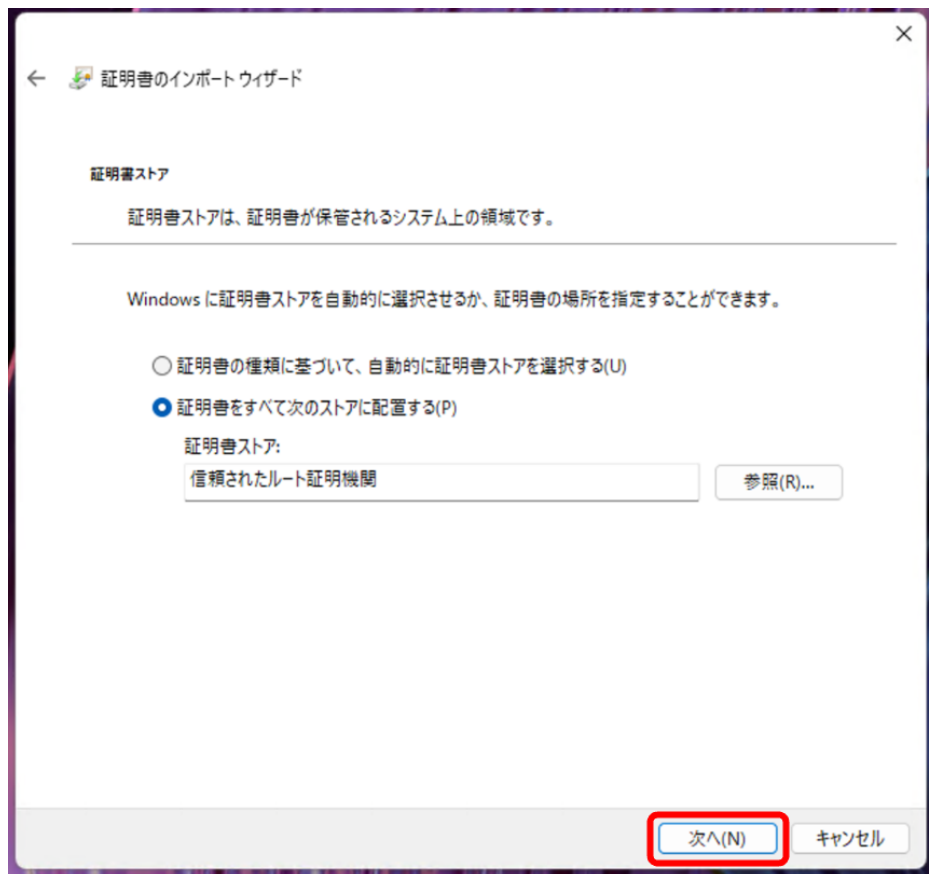 証明書のインポート ウィザード
証明書ストア
証明書ストアは、証明書が保管されるシステム上の領域です。
Windows に証明書ストアを自動的に選択させるか、証明書の場所を指定することができます。
証明書の種類に基づいて、自動的に証明書ストアを選択する(U)
証明書をすべて次のストアに配置する(P)
証明書ストア:
信頼されたルート証明機関
参照(R)...
次へ(N)
キャンセル